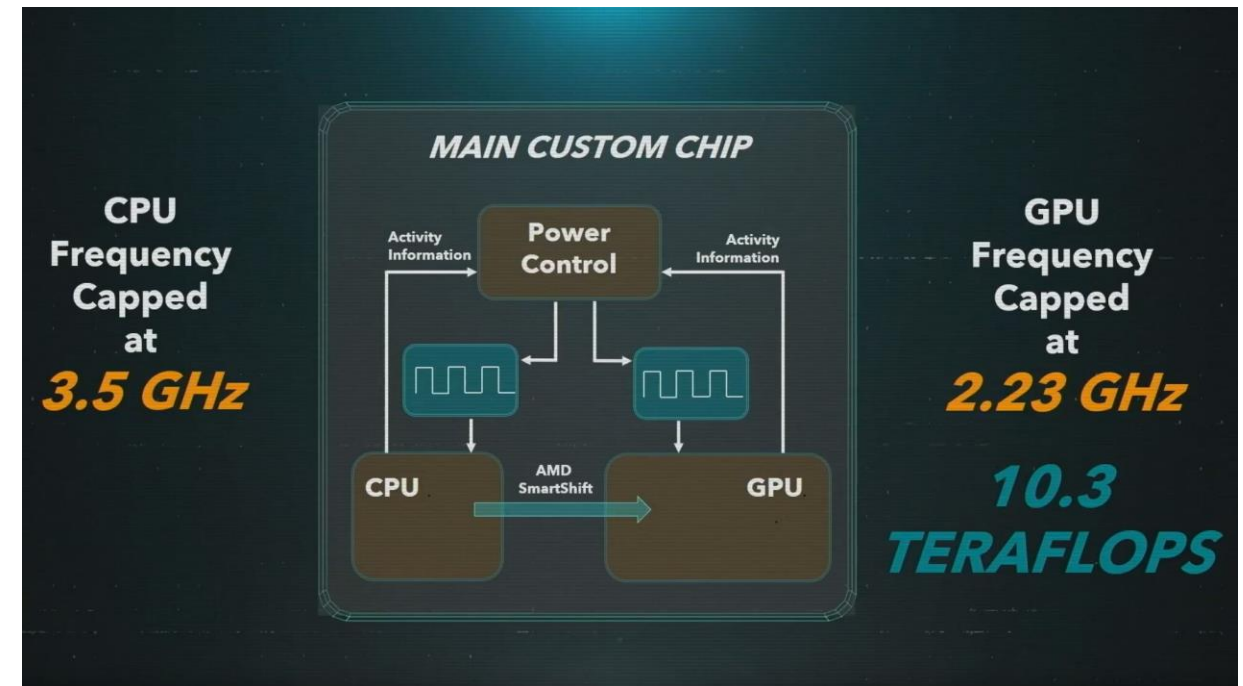 MAIN CUSTOM CHIP
CPU
Frequency
Capped
at
3.5 GHz
Activity
Information
Power
Control
Activity
Information
GPU
Frequency
Capped
at
2.23 GHz
10.3
TERAFLOPS
CPU
AMD
SmartShift
GPU